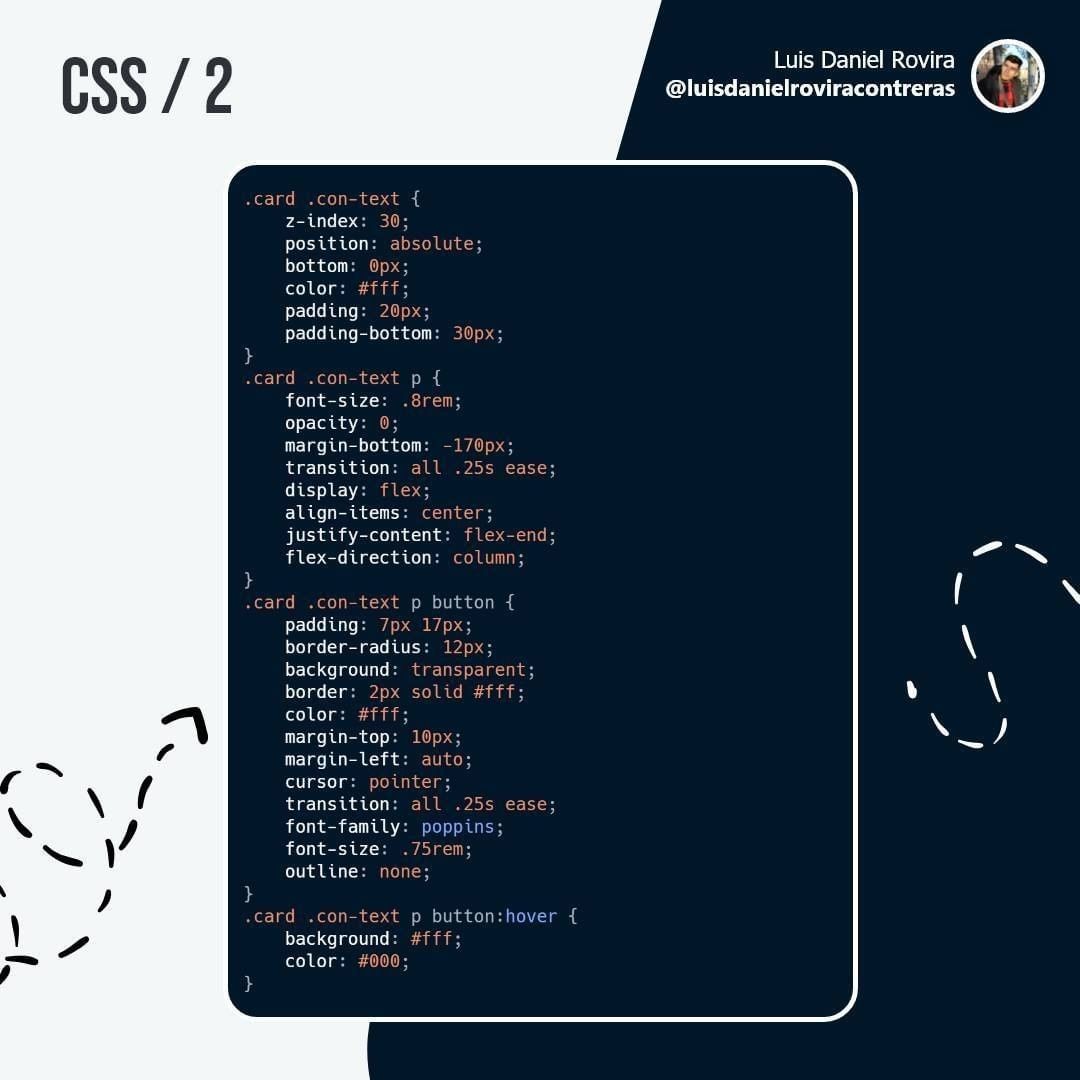 CSS / 2
Luis Daniel Rovira
@luisdanielroviracontreras
.card .con-text {
    z-index: 30;
    position: absolute;
    bottom: 0px;
    color: #fff;
    padding: 20px;
    padding-bottom: 30px;
}
.card .con-text p {
    font-size: .8rem;
    opacity: 0;
    margin-bottom: -170px;
    transition: all .25s ease;
    display: flex;
    align-items: center;
    justify-content: flex-end;
    flex-direction: column;
}
.card .con-text p button {
    padding: 7px 17px;
    border-radius: 12px;
    background: transparent;
    border: 2px solid #fff;
    color: #fff;
    margin-top: 10px;
    margin-left: auto;
    cursor: pointer;
    transition: all .25s ease;
    font-family: poppins;
    font-size: .75rem;
    outline: none;
}
.card .con-text p button:hover {
    background: #fff;
    color: #000;
}